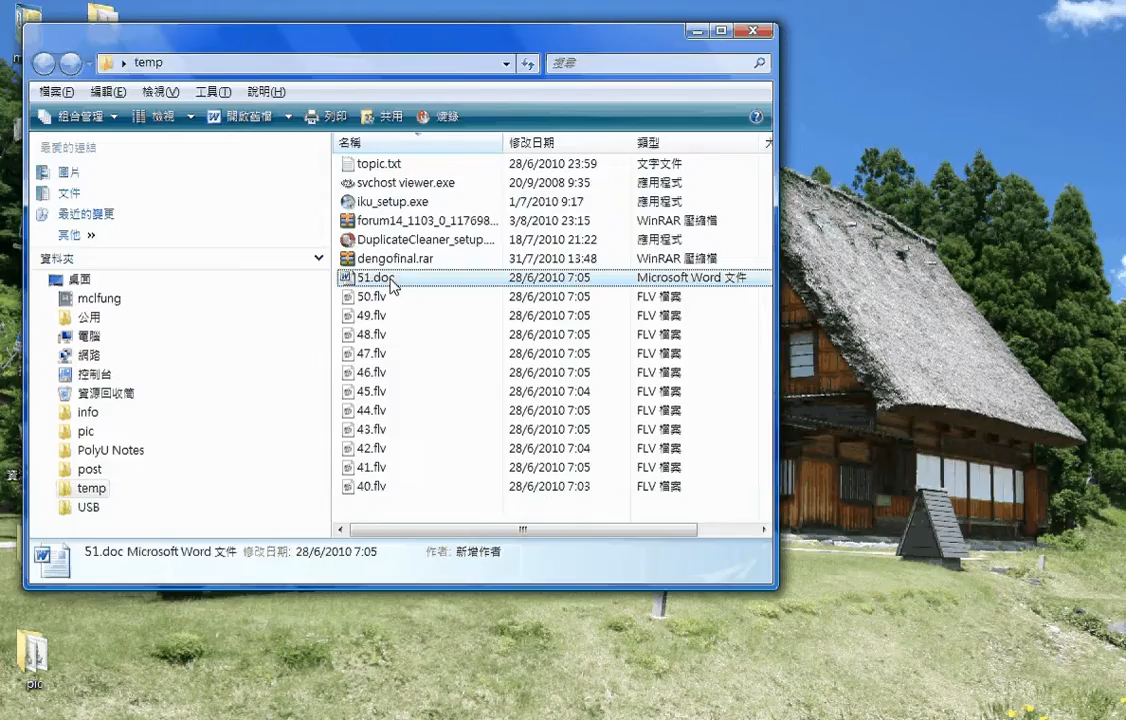 temp
搜尋
檔案(F) 編輯(E) 檢視(V) 工具(T) 說明(H)
組合管理 檢視 開啟舊檔 列印 共用 燒錄
最愛的連結
圖片
文件
最近的變更
其他 »
資料夾
桌面
mclfung
公用
電腦
網路
控制台
資源回收筒
info
pic
PolyU Notes
post
temp
USB
名稱 修改日期 類型
topic.txt 28/6/2010 23:59 文字文件
svchost viewer.exe 20/9/2008 9:35 應用程式
iku_setup.exe 1/7/2010 9:17 應用程式
forum14_1103_0_117698... 3/8/2010 23:15 WinRAR 壓縮檔
DuplicateCleaner_setup.... 18/7/2010 21:22 應用程式
dengofinal.rar 31/7/2010 13:48 WinRAR 壓縮檔
51.doc 28/6/2010 7:05 Microsoft Word 文件
50.flv 28/6/2010 7:05 FLV 檔案
49.flv 28/6/2010 7:05 FLV 檔案
48.flv 28/6/2010 7:05 FLV 檔案
47.flv 28/6/2010 7:05 FLV 檔案
46.flv 28/6/2010 7:05 FLV 檔案
45.flv 28/6/2010 7:04 FLV 檔案
44.flv 28/6/2010 7:05 FLV 檔案
43.flv 28/6/2010 7:05 FLV 檔案
42.flv 28/6/2010 7:04 FLV 檔案
41.flv 28/6/2010 7:05 FLV 檔案
40.flv 28/6/2010 7:03 FLV 檔案
51.doc Microsoft Word 文件 修改日期: 28/6/2010 7:05 作者: 新增作者
pic